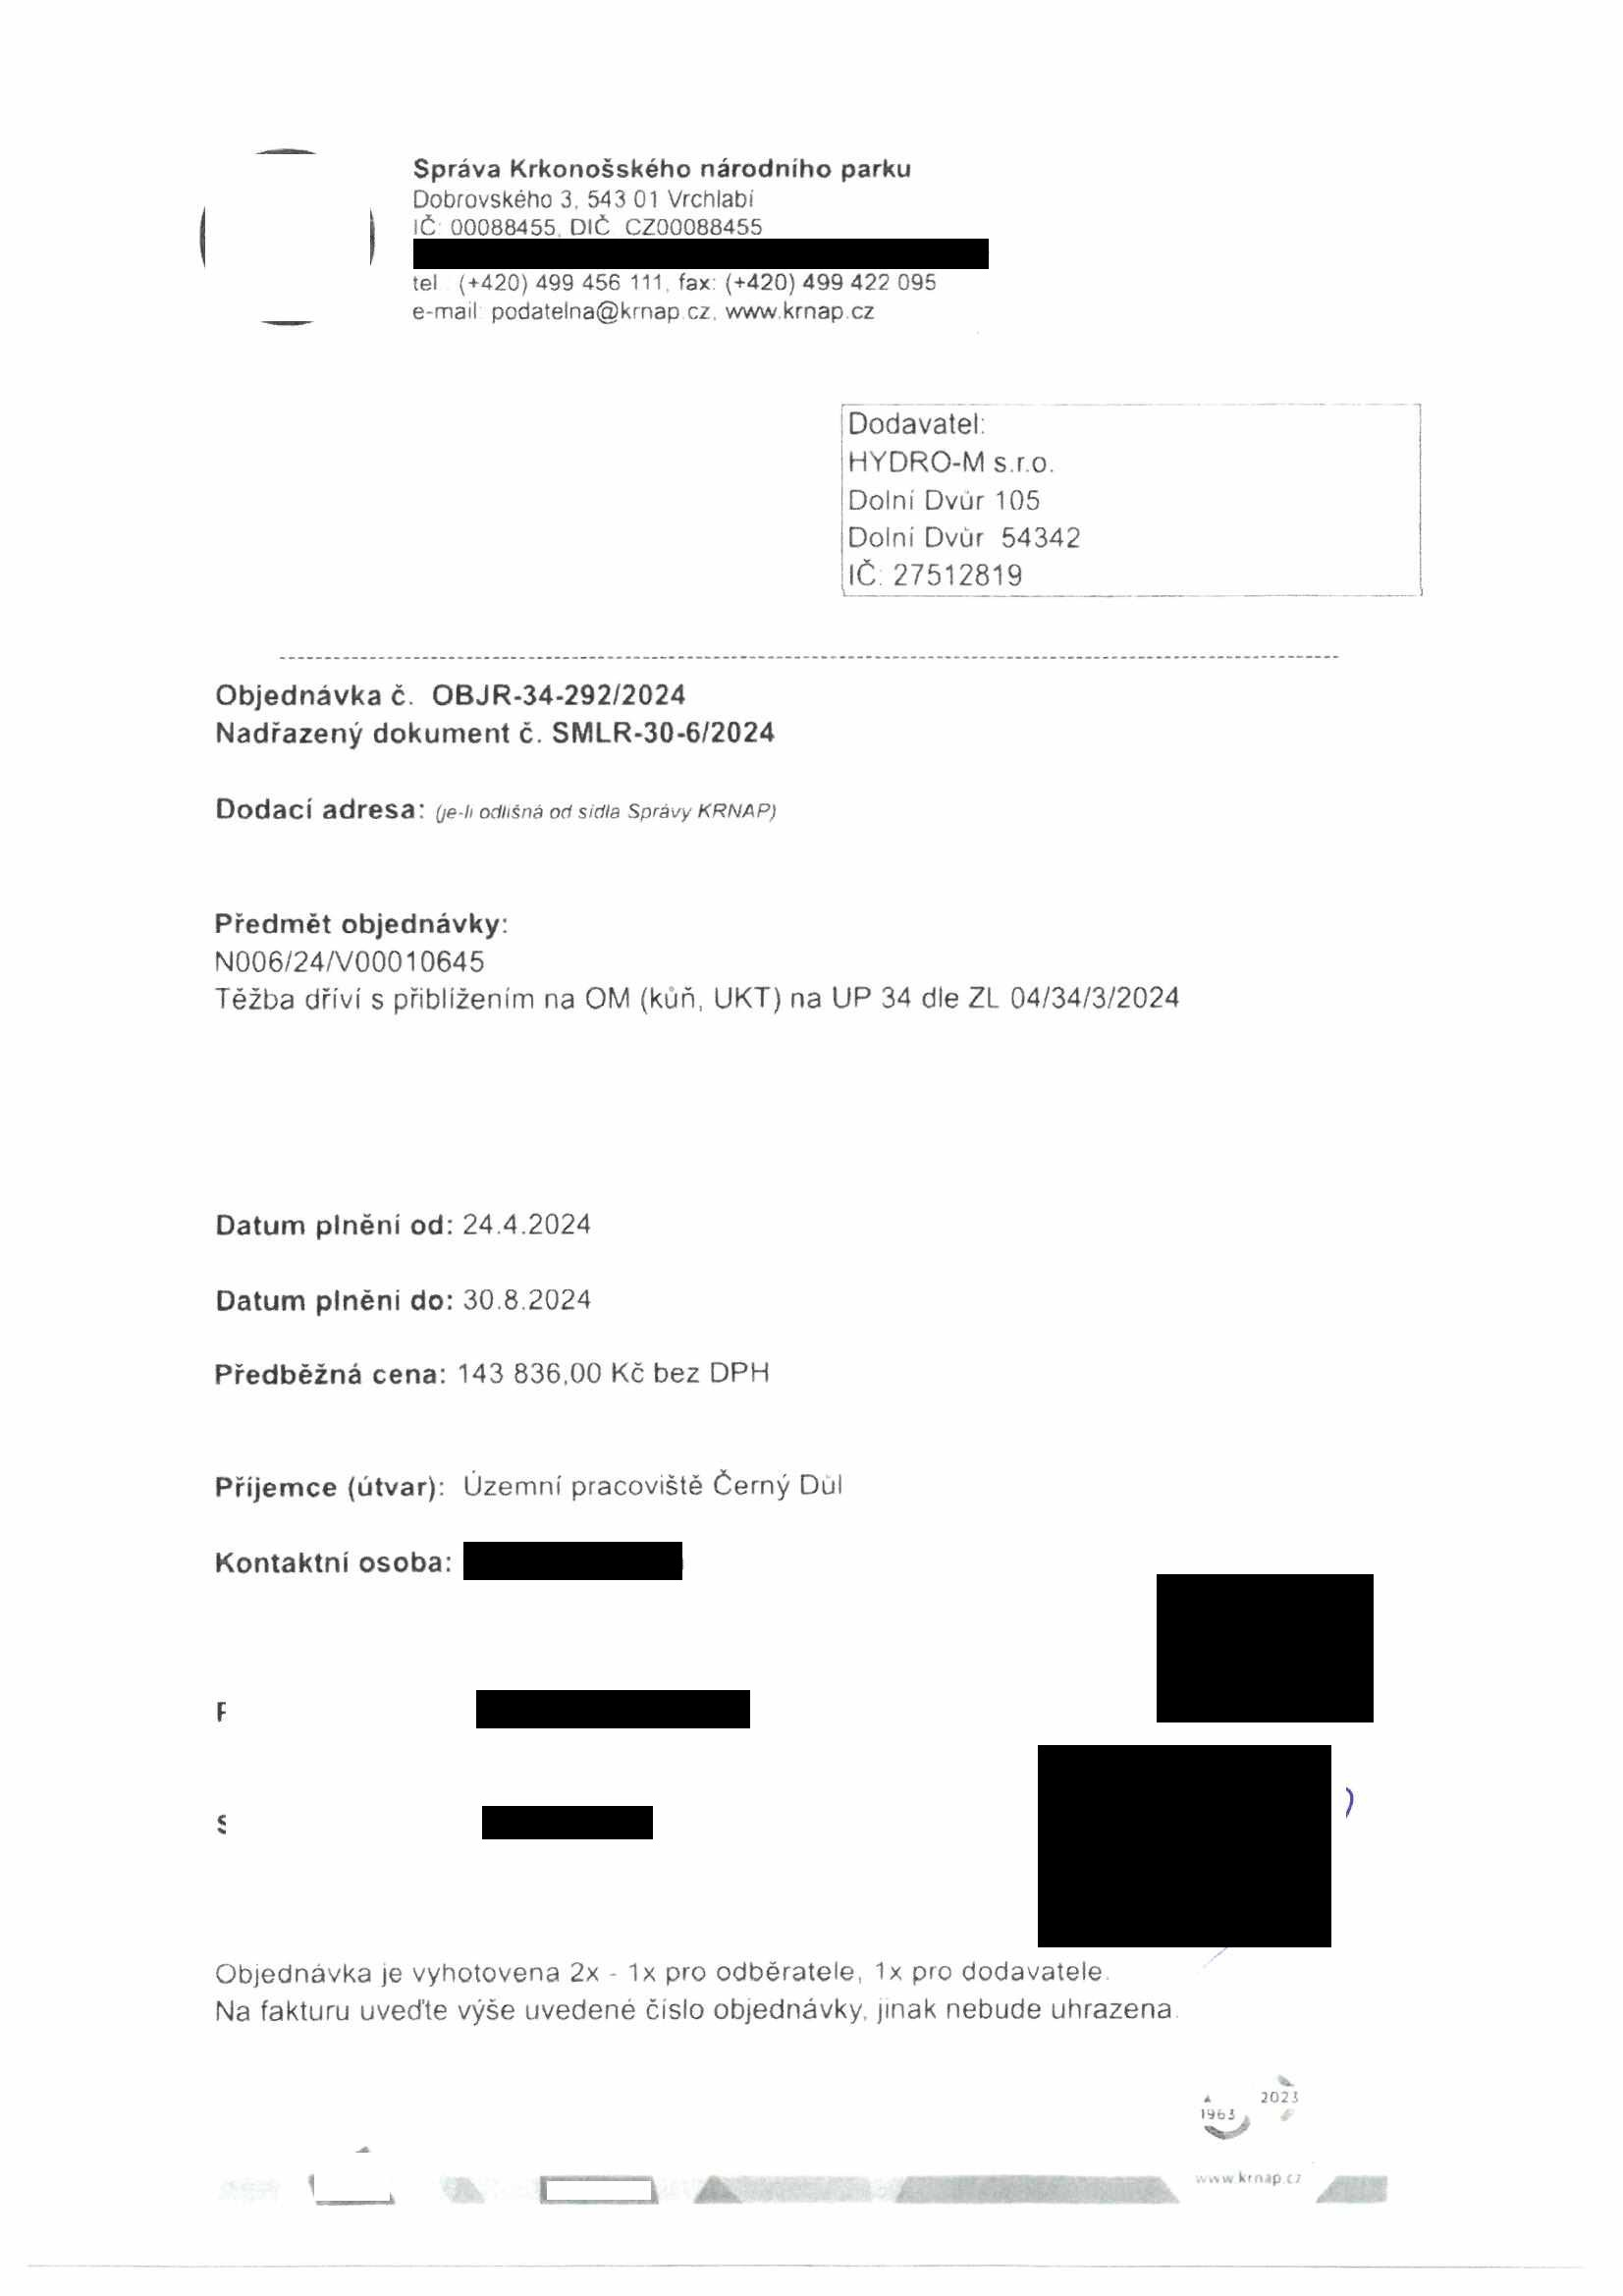 Správa Krkonošského národního parku
Dobrovského 3, 543 01 Vrchlabí
IČ: 00088455, DIČ CZ00088455
tel.: (+420) 499 456 111, fax: (+420) 499 422 095
e-mail: podatelna@krnap.cz, www.krnap.cz
Dodavatel:
HYDRO-M s.r.o.
Dolní Dvůr 105
Dolní Dvůr 54342
IČ: 27512819
Objednávka č. OBJR-34-292/2024
Nadřazený dokument č. SMLR-30-6/2024
Dodací adresa: (je-li odlišná od sídla Správy KRNAP)
Předmět objednávky:
N006/24/V00010645
Těžba dříví s přiblížením na OM (kůň, UKT) na UP 34 dle ZL 04/34/3/2024
Datum plnění od: 24.4.2024
Datum plnění do: 30.8.2024
Předběžná cena: 143 836,00 Kč bez DPH
Příjemce (útvar): Územní pracoviště Černý Důl
Kontaktní osoba:
Objednávka je vyhotovena 2x - 1x pro odběratele, 1x pro dodavatele.
Na fakturu uveďte výše uvedené číslo objednávky, jinak nebude uhrazena.
1963 2023
www.krnap.cz